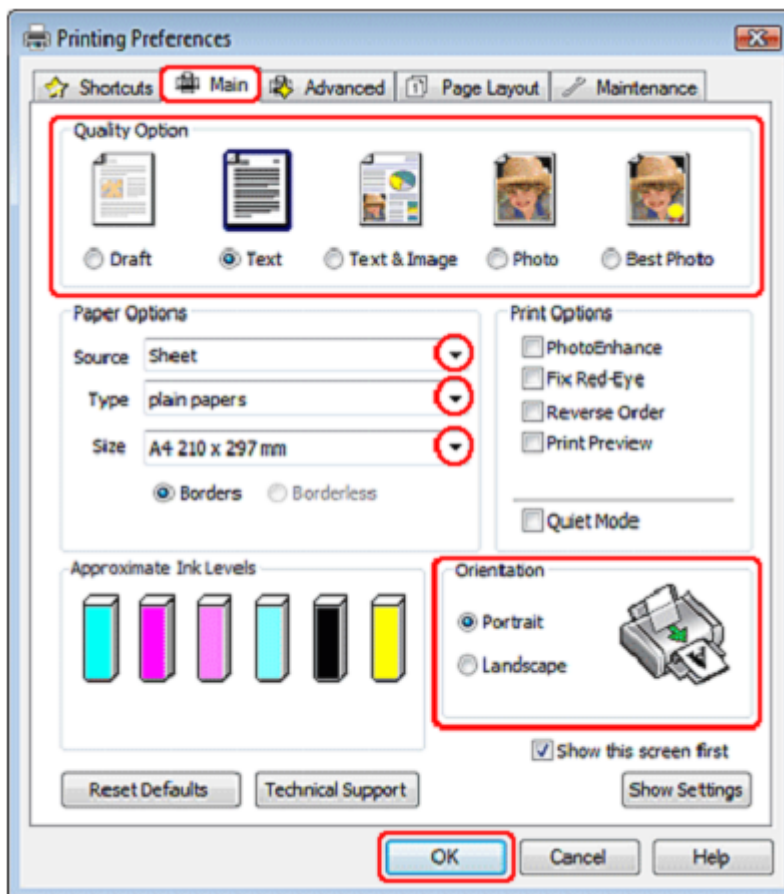 Printing Preferences
Shortcuts Main Advanced Page Layout Maintenance
Quality Option
Draft Text Text & Image Photo Best Photo
Paper Options
Source Sheet
Type plain papers
Size A4 210 x 297 mm
Borders Borderless
Print Options
PhotoEnhance
Fix Red-Eye
Reverse Order
Print Preview
Quiet Mode
Approximate Ink Levels
Orientation
Portrait
Landscape
Show this screen first
Reset Defaults Technical Support Show Settings
OK Cancel Help